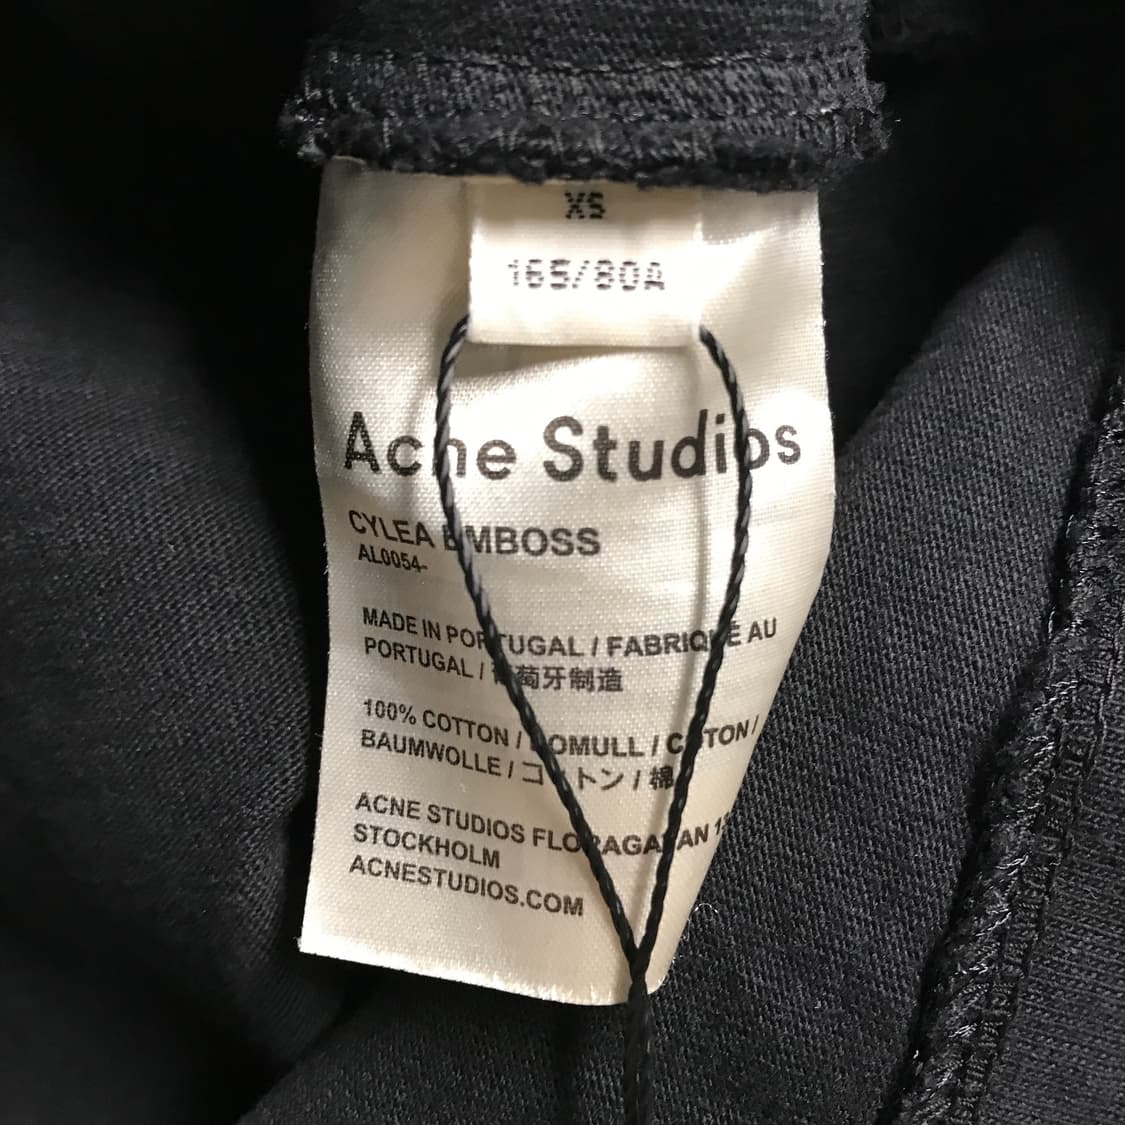 XS
165/80A
Acne Studios
CYLEA EMBOSS
AL0054-
MADE IN PORTUGAL / FABRIQUÉ AU
PORTUGAL / 葡萄牙制造
100% COTTON / BOMULL / COTON /
BAUMWOLLE / コットン / 棉
ACNE STUDIOS FLORAGATAN
STOCKHOLM
ACNESTUDIOS.COM